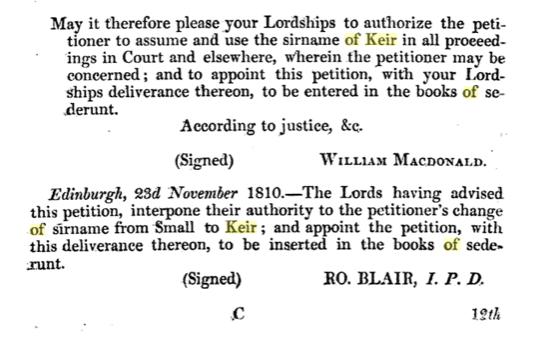 May it therefore please your Lordships to authorize the peti-
tioner to assume and use the sirname of Keir in all proceed-
ings in Court and elsewhere, wherein the petitioner may be
concerned; and to appoint this petition, with your Lord-
ships deliverance thereon, to be entered in the books of se-
derunt.
According to justice, &c.
(Signed) WILLIAM MACDONALD.
Edinburgh, 23d November 1810.—The Lords having advised
this petition, interpone their authority to the petitioner's change
of sirname from Small to Keir; and appoint the petition, with
this deliverance thereon, to be inserted in the books of sede-
runt.
(Signed) RO. BLAIR, I. P. D.
C 12th